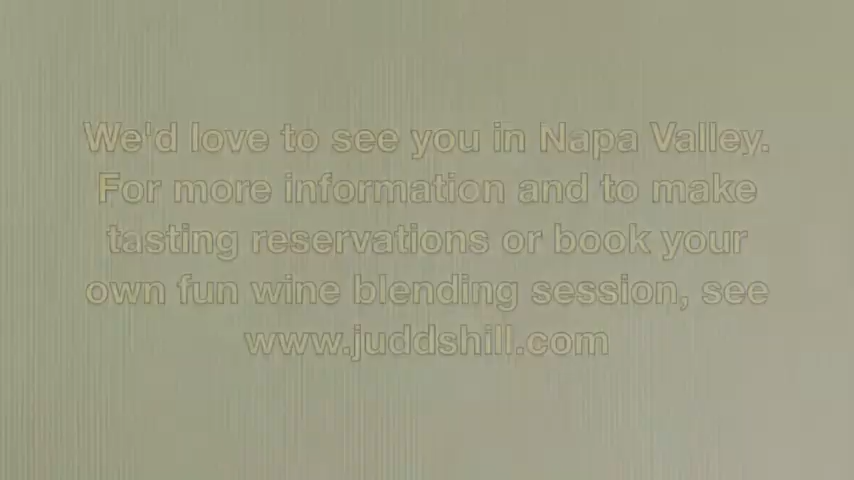 We'd love to see you in Napa Valley.
For more information and to make
tasting reservations or book your
own fun wine blending session, see
www.juddshill.com